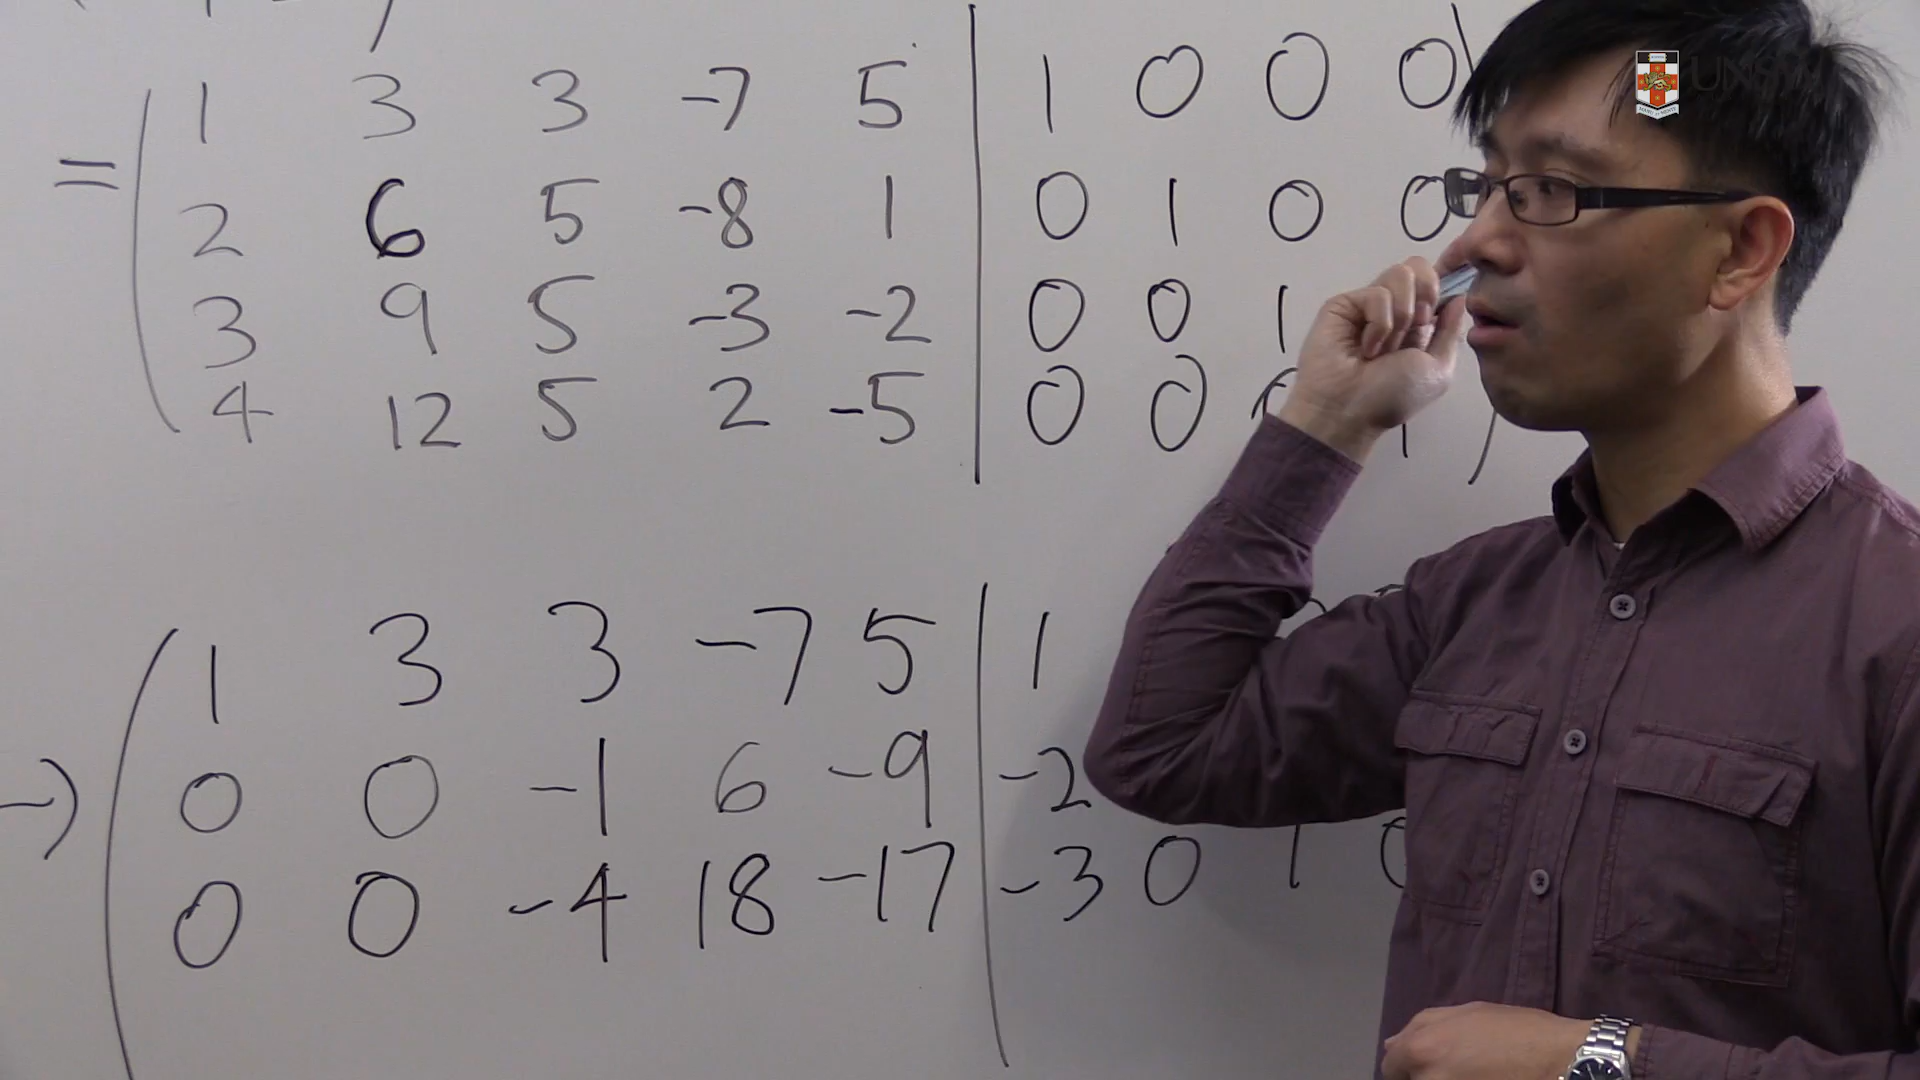 = ( 1 3 3 -7 5 | 1 0 0 0 )
2 6 5 -8 1 | 0 1 0 0
3 9 5 -3 -2 | 0 0 1
4 12 5 2 -5 | 0 0
UNSW
→ ( 1 3 3 -7 5 | 1
0 0 -1 6 -9 | -2
0 0 -4 18 -17 | -3 0 1